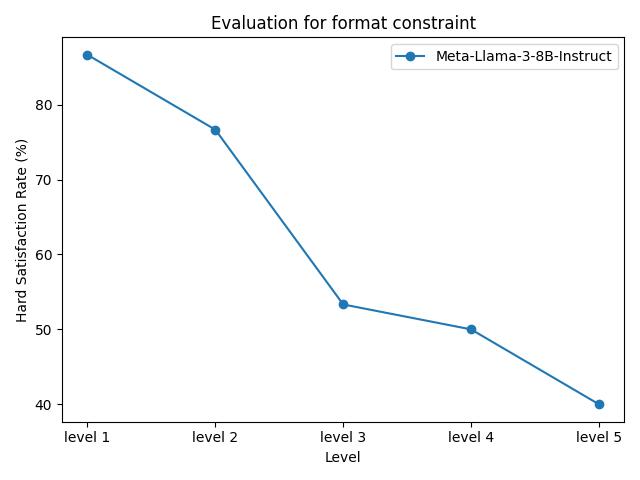 Evaluation for format constraint
Meta-Llama-3-8B-Instruct
Hard Satisfaction Rate (%)
80
70
60
50
40
level 1 level 2 level 3 level 4 level 5
Level